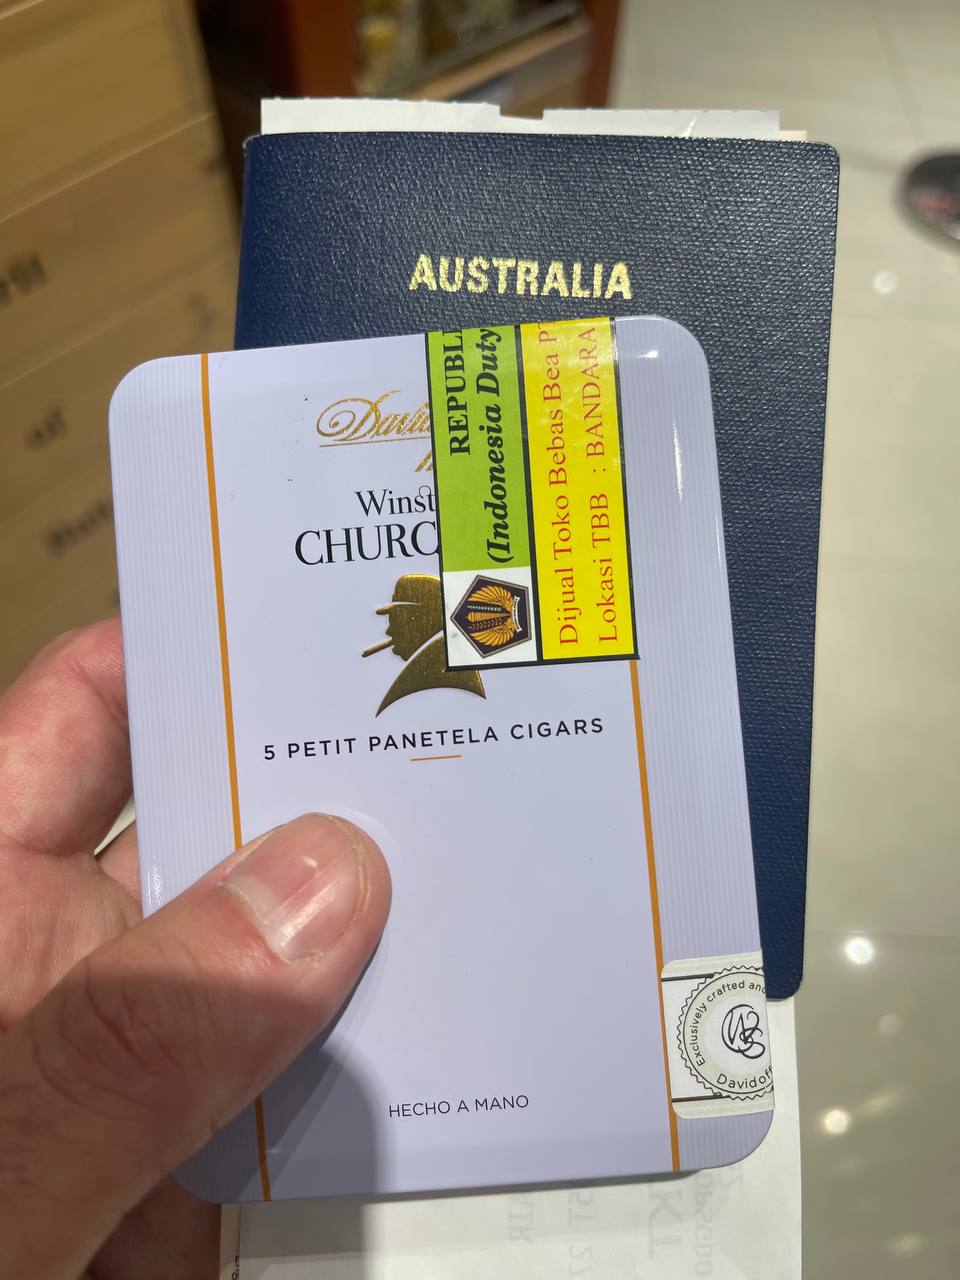 AUSTRALIA
Winst
CHURC
REPUBL
(Indonesia Duty
Dijual Toko Bebas Bea P
Lokasi TBB : BANDARA
5 PETIT PANETELA CIGARS
Exclusively crafted and
Davidoff
HECHO A MANO